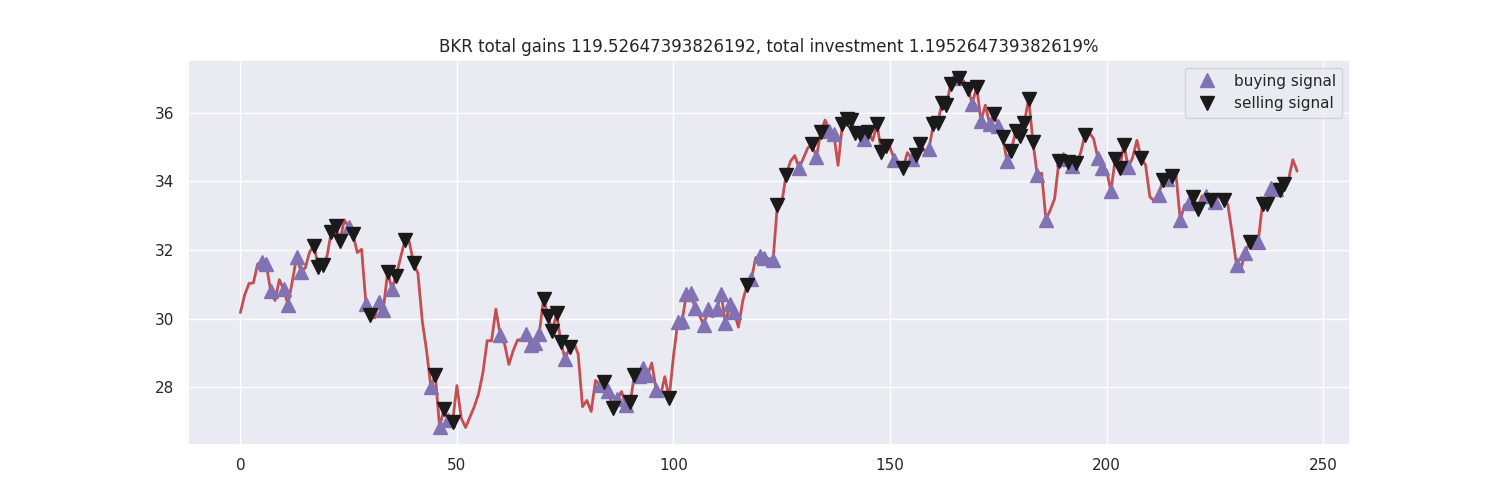 BKR total gains 119.52647393826192, total investment 1.195264739382619%
buying signal
selling signal
36
34
32
30
28
0 50 100 150 200 250